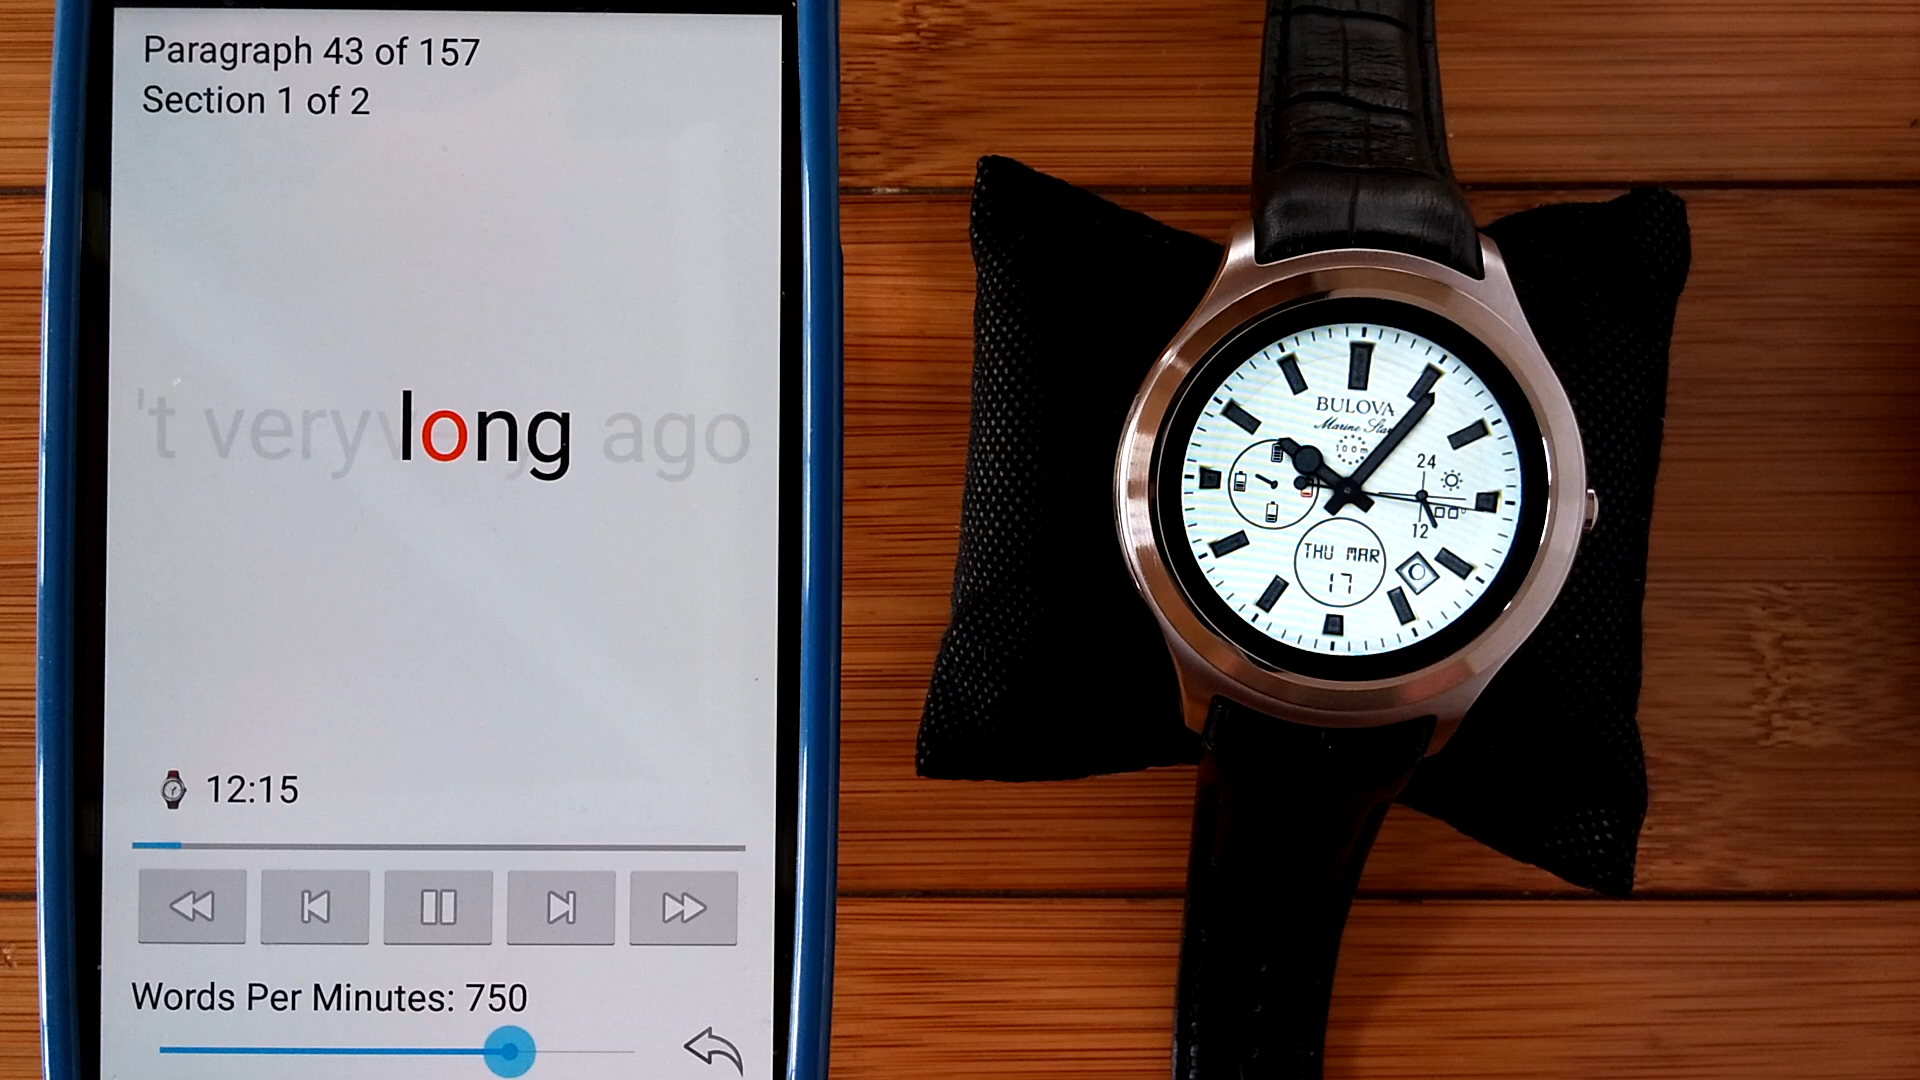 Paragraph 43 of 157
Section 1 of 2
't very long ago
12:15
Words Per Minutes: 750
BULOVA
Marine Star
100m
24
12
THU MAR
17